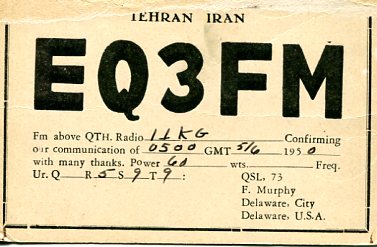 TEHRAN IRAN
EQ3FM
Fm above QTH. Radio I1KG Confirming
our communication of 0500 GMT 5/6 1950
with many thanks. Power 60 wts. Freq.
Ur. Q R 5 S 9 T 9 : QSL, 73
F. Murphy
Delaware, City
Delaware, U.S.A.